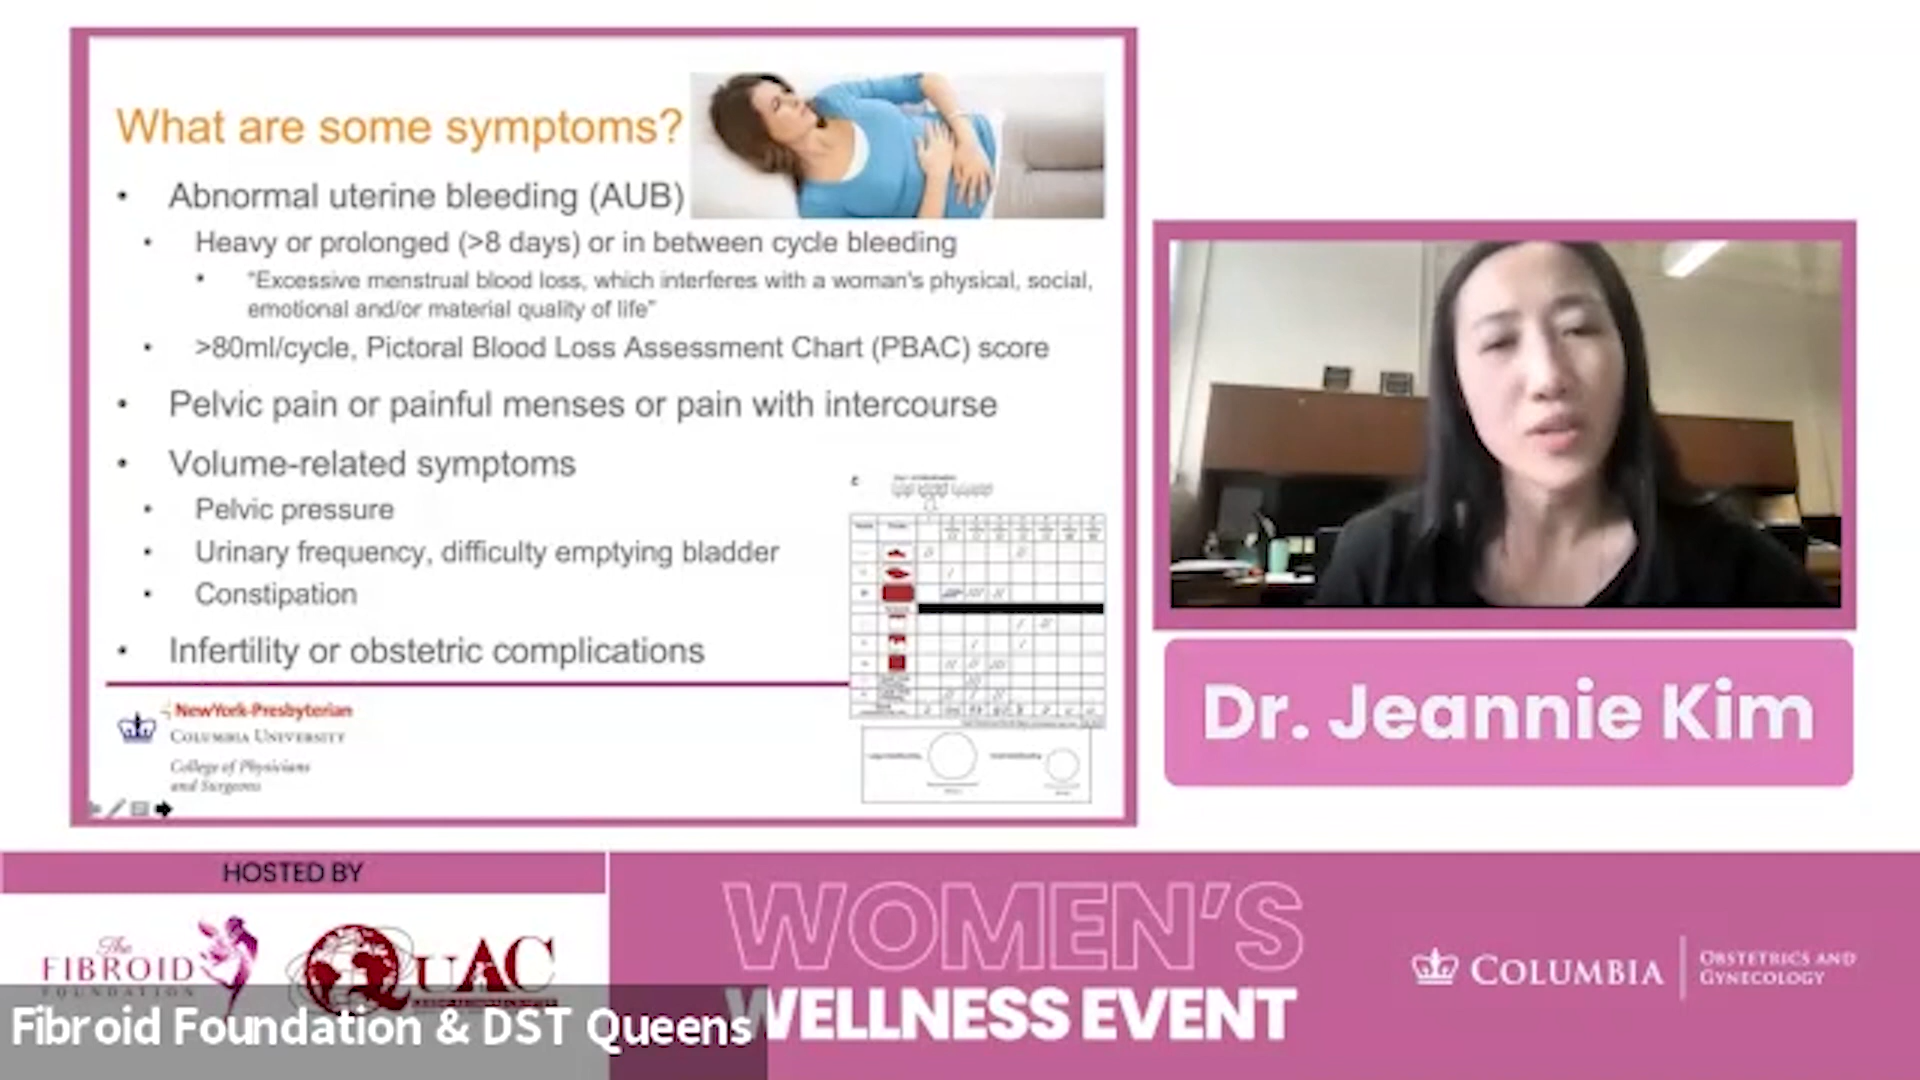 What are some symptoms?
• Abnormal uterine bleeding (AUB)
• Heavy or prolonged (>8 days) or in between cycle bleeding
• "Excessive menstrual blood loss, which interferes with a woman's physical, social,
emotional and/or material quality of life"
• >80ml/cycle, Pictoral Blood Loss Assessment Chart (PBAC) score
• Pelvic pain or painful menses or pain with intercourse
• Volume-related symptoms
• Pelvic pressure
• Urinary frequency, difficulty emptying bladder
• Constipation
• Infertility or obstetric complications
NewYork-Presbyterian
COLUMBIA UNIVERSITY
College of Physicians
and Surgeons
Dr. Jeannie Kim
HOSTED BY
The
FIBROID
FOUNDATION
QUAC
Fibroid Foundation & DST Queens
WOMEN'S
WELLNESS EVENT
COLUMBIA
OBSTETRICS AND
GYNECOLOGY